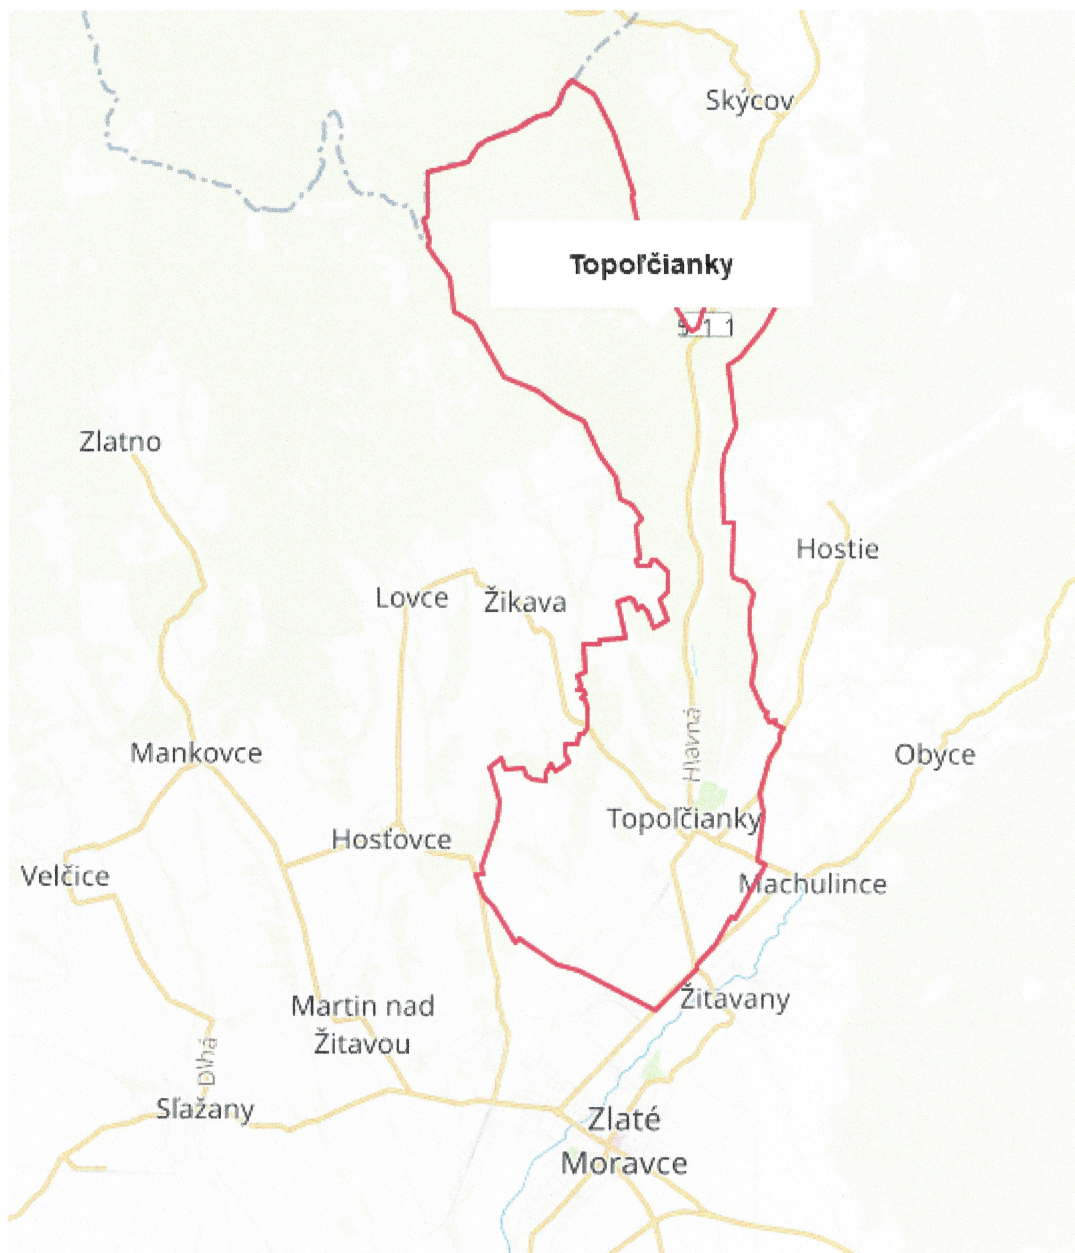 Skýcov
Topoľčianky
511
Zlatno
Hostie
Lovce
Žikava
Hlavná
Mankovce
Obyce
Topoľčianky
Hosťovce
Velčice
Machulince
Žitavany
Martin nad
Žitavou
Dlhá
Sľažany
Zlaté
Moravce